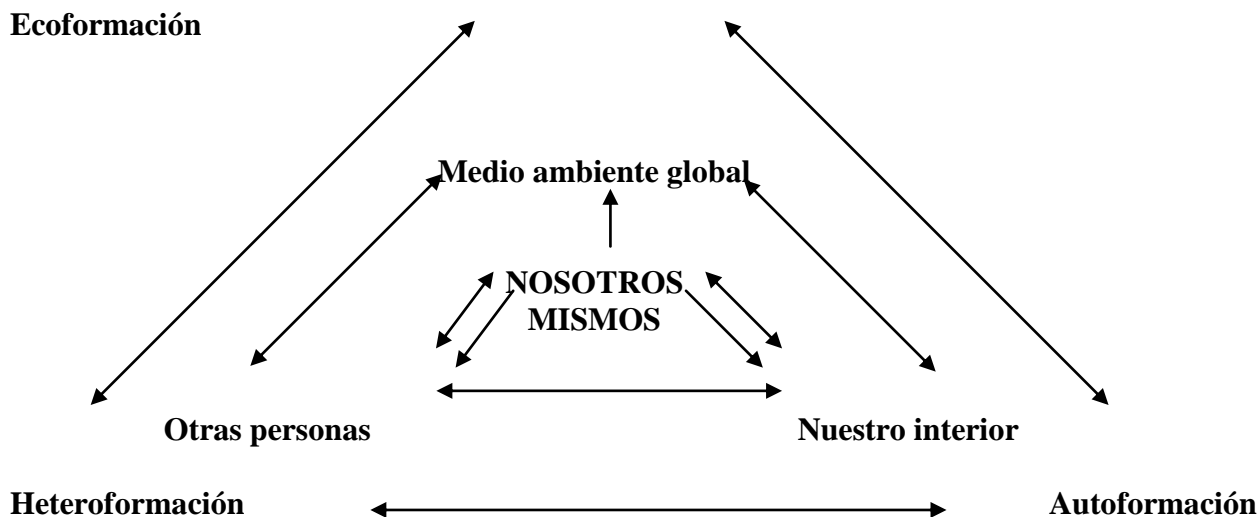 Ecoformación
Medio ambiente global
NOSOTROS
MISMOS
Otras personas
Nuestro interior
Heteroformación
Autoformación